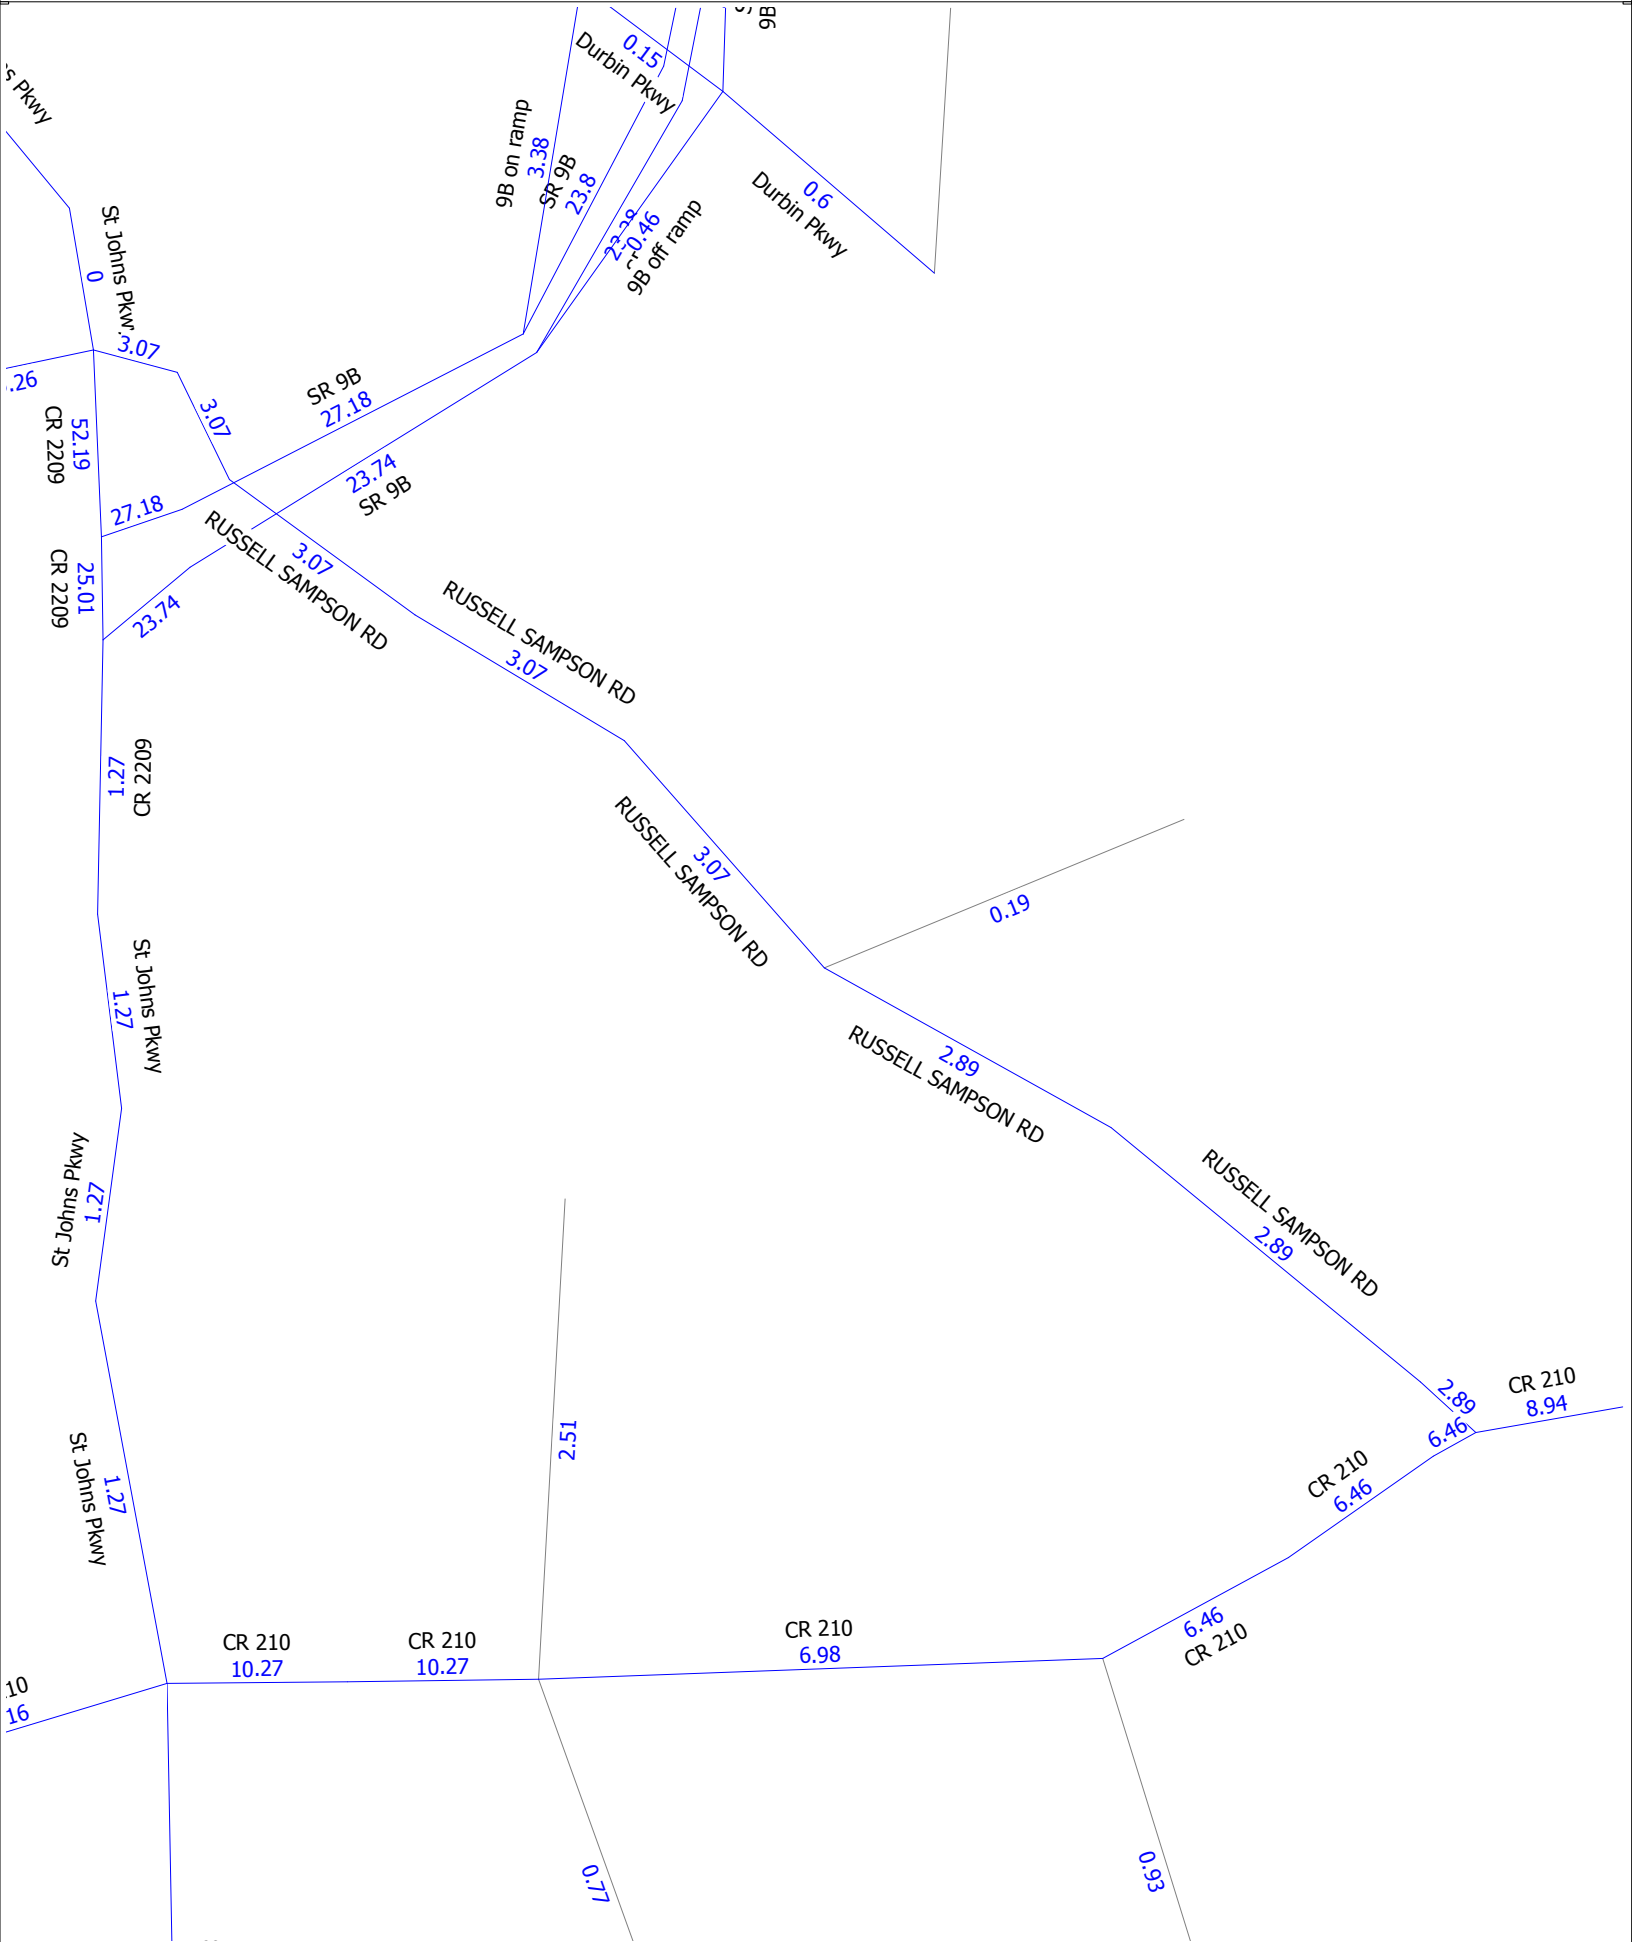 9B
0.15
Durbin Pkwy
s Pkwy
9B on ramp
3.38
SR 9B
23.8
0.6
Durbin Pkwy
0.46
9B off ramp
St Johns Pkw
0
3.07
.26
3.07
SR 9B
27.18
52.19
CR 2209
23.74
SR 9B
27.18
RUSSELL SAMPSON RD
3.07
25.01
CR 2209
23.74
RUSSELL SAMPSON RD
3.07
CR 2209
1.27
3.07
RUSSELL SAMPSON RD
0.19
St Johns Pkwy
1.27
2.89
RUSSELL SAMPSON RD
St Johns Pkwy
1.27
RUSSELL SAMPSON RD
2.89
2.89
CR 210
8.94
6.46
2.51
CR 210
6.46
St Johns Pkwy
1.27
6.46
CR 210
CR 210
10.27
CR 210
10.27
CR 210
6.98
10
16
0.77
0.93